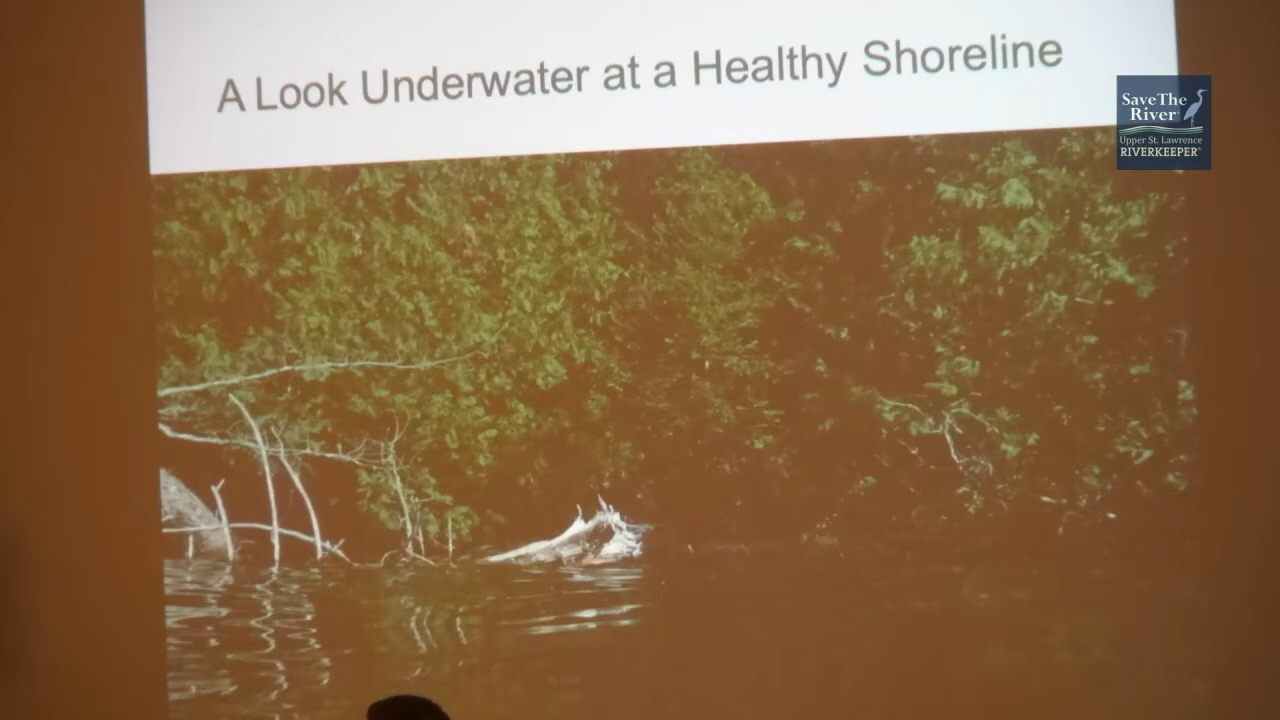 A Look Underwater at a Healthy Shoreline
Save The
River
Upper St. Lawrence
RIVERKEEPER®